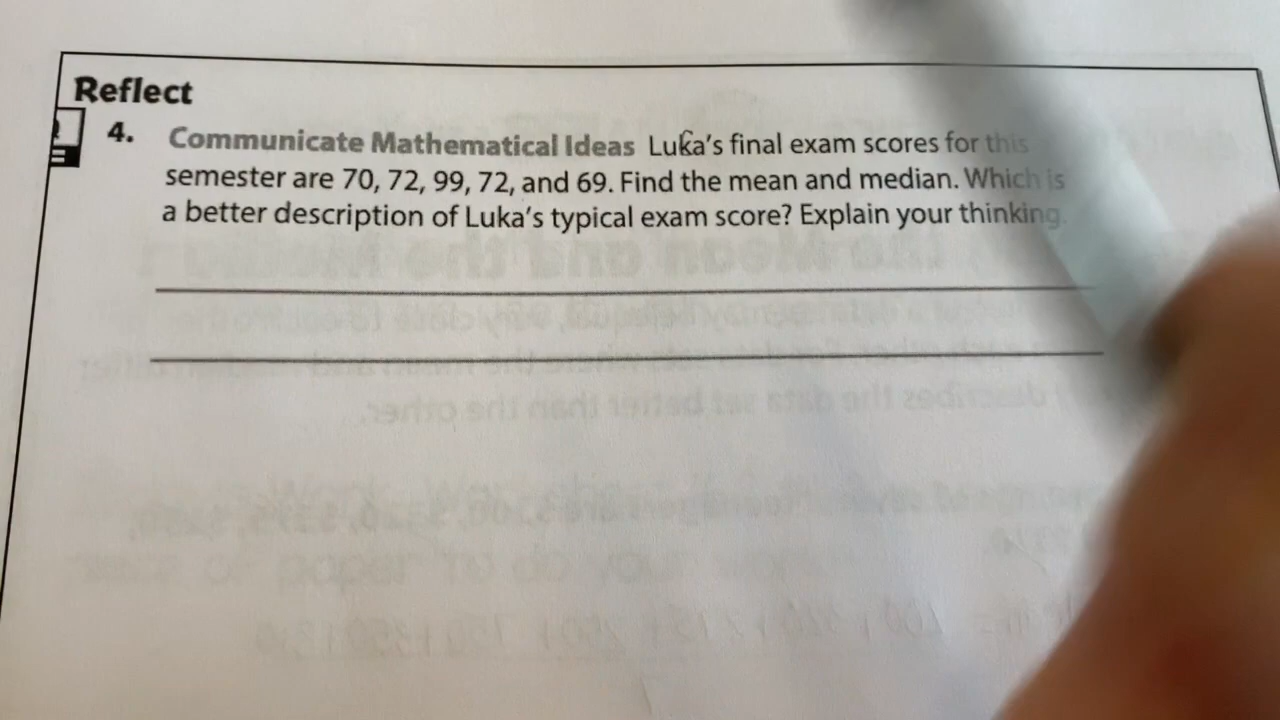 Reflect
4. Communicate Mathematical Ideas Luka's final exam scores for this
semester are 70, 72, 99, 72, and 69. Find the mean and median. Which is
a better description of Luka's typical exam score? Explain your thinking.